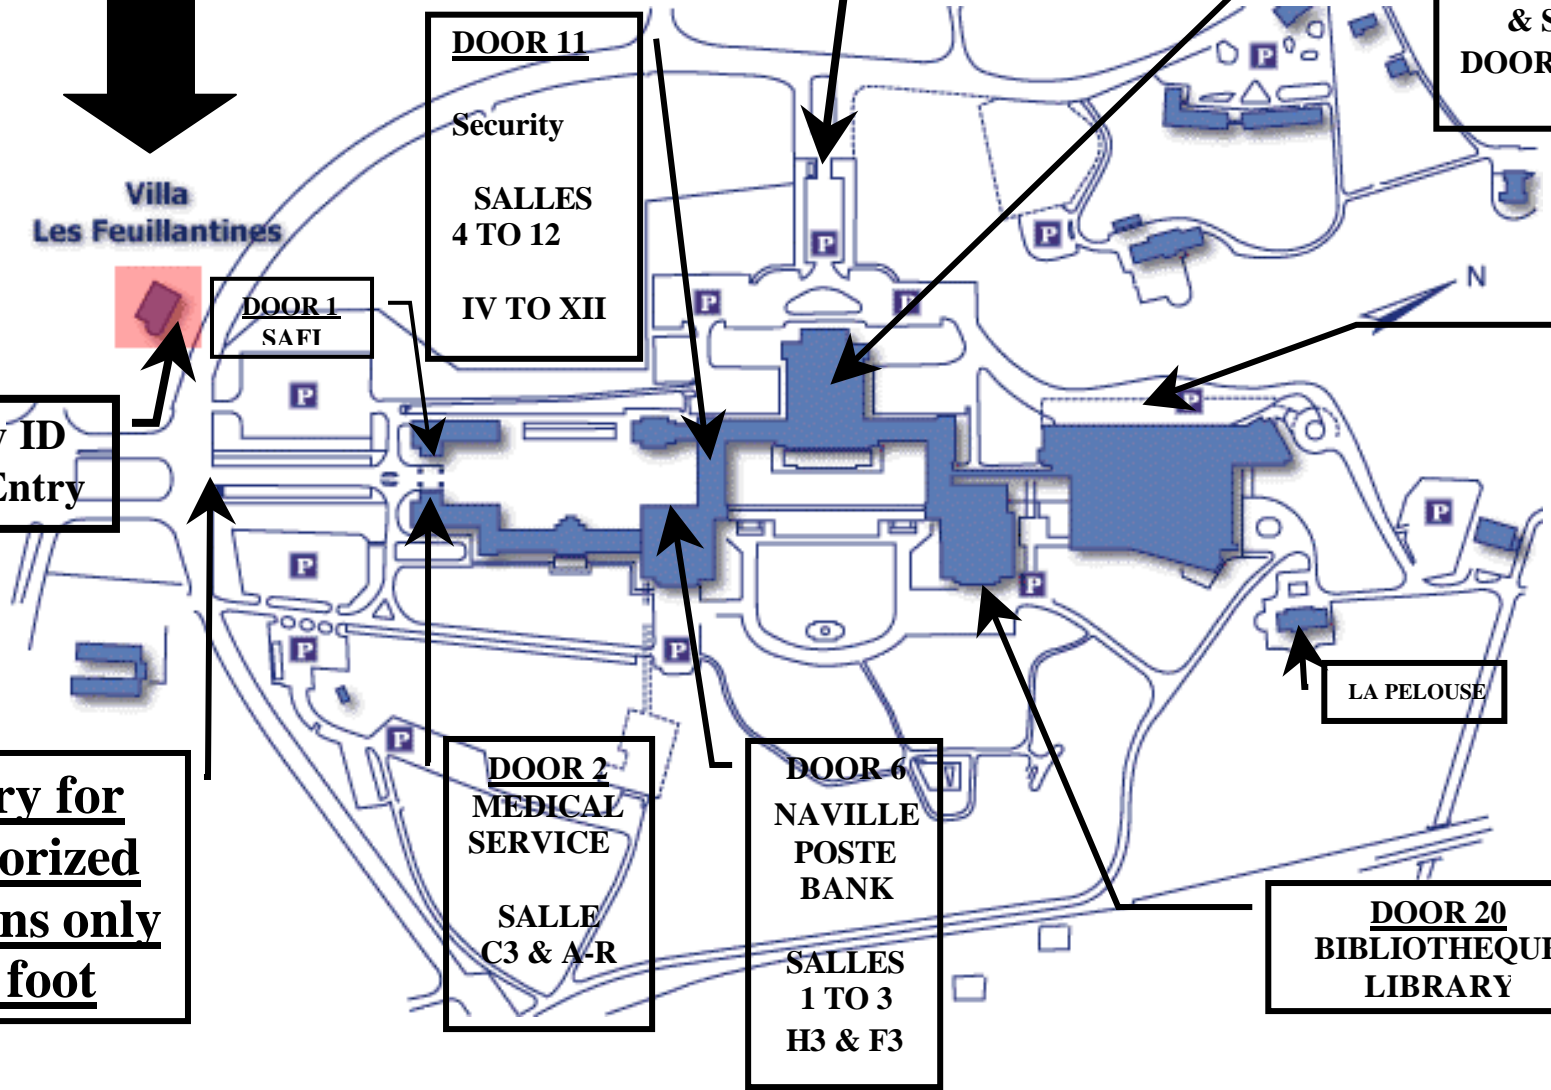 DOOR 11
Security
SALLES
4 TO 12
IV TO XII
& S
DOOR
Villa
Les Feuillantines
DOOR 1
SAFI
P
P
P
P
P
N
P
P
P
ID
Entry
P
P
P
P
P
P
LA PELOUSE
ry for
orized
ns only
foot
DOOR 2
MEDICAL
SERVICE
SALLE
C3 & A-R
DOOR 6
NAVILLE
POSTE
BANK
SALLES
1 TO 3
H3 & F3
DOOR 20
BIBLIOTHEQUE
LIBRARY